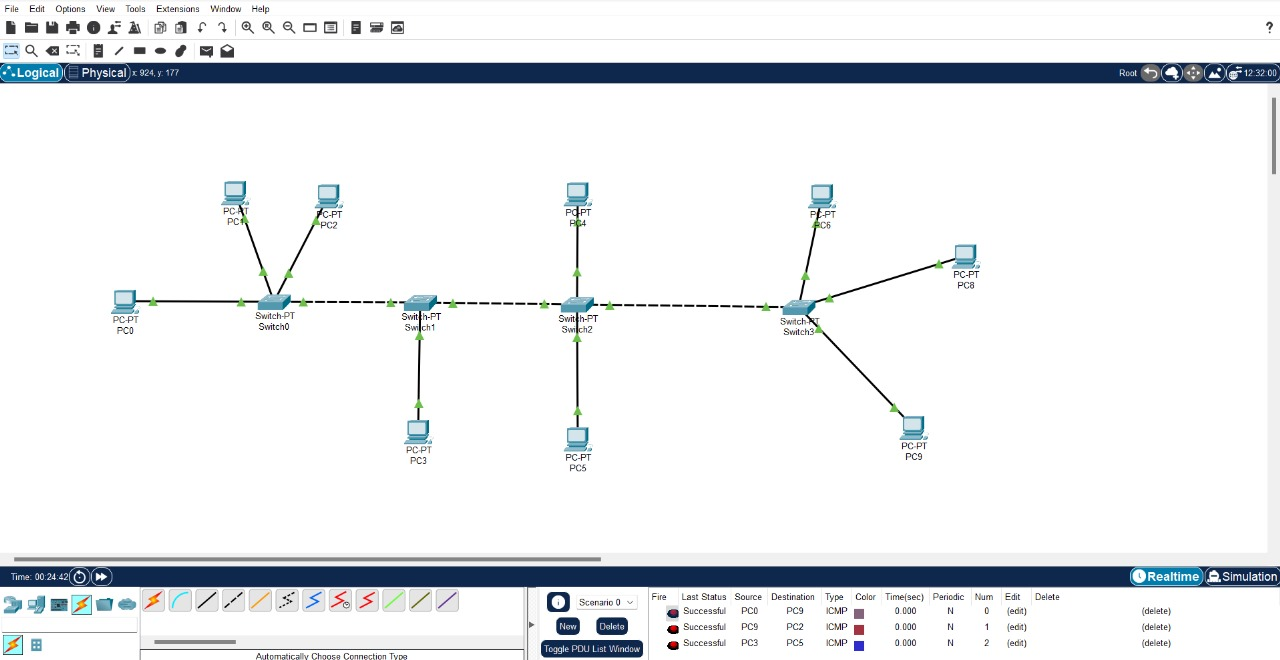 File Edit Options View Tools Extensions Window Help
?
Logical Physical x: 924, y: 177 Root 12:32:00
PC-PT PC1
PC-PT PC2
PC-PT PC4
PC-PT PC6
PC-PT PC8
PC-PT PC0
Switch-PT Switch0
Switch-PT Switch1
Switch-PT Switch2
Switch-PT Switch3
PC-PT PC3
PC-PT PC5
PC-PT PC9
Time: 00:24:42 Realtime Simulation
Automatically Choose Connection Type
Scenario 0
New Delete
Toggle PDU List Window
Fire Last Status Source Destination Type Color Time(sec) Periodic Num Edit Delete
Successful PC0 PC9 ICMP 0.000 N 0 (edit) (delete)
Successful PC9 PC2 ICMP 0.000 N 1 (edit) (delete)
Successful PC3 PC5 ICMP 0.000 N 2 (edit) (delete)